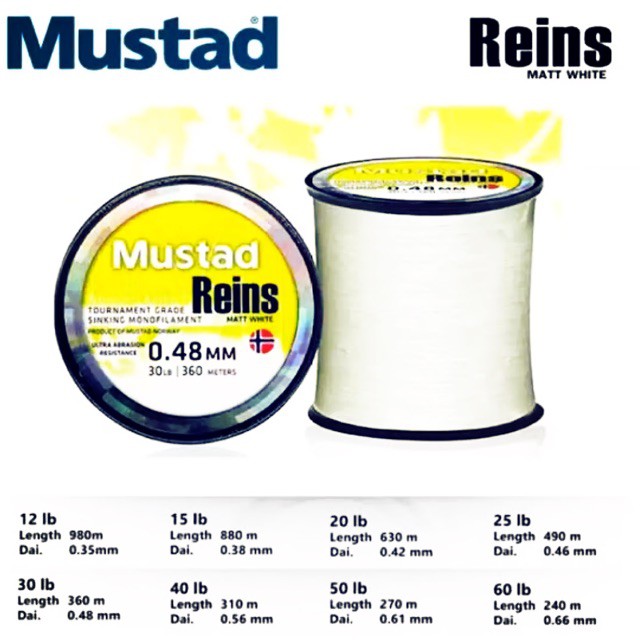 Mustad®
Reins
MATT WHITE
Mustad
Reins
TOURNAMENT GRADE
SINKING MONOFILAMENT
MATT WHITE
PRODUCT OF MUSTAD-NORWAY
ULTRA ABRASION
RESISTANCE
0.48 MM
30LB | 360 METERS
Reins
0.48 MM
12 lb
Length 980m
Dai. 0.35mm
15 lb
Length 880 m
Dai. 0.38 mm
20 lb
Length 630 m
Dai. 0.42 mm
25 lb
Length 490 m
Dai. 0.46 mm
30 lb
Length 360 m
Dai. 0.48 mm
40 lb
Length 310 m
Dai. 0.56 mm
50 lb
Length 270 m
Dai. 0.61 mm
60 lb
Length 240 m
Dai. 0.66 mm